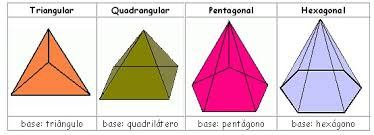 Triangular Quadrangular Pentagonal Hexagonal
base: triângulo base: quadrilátero base: pentágono base: hexágono